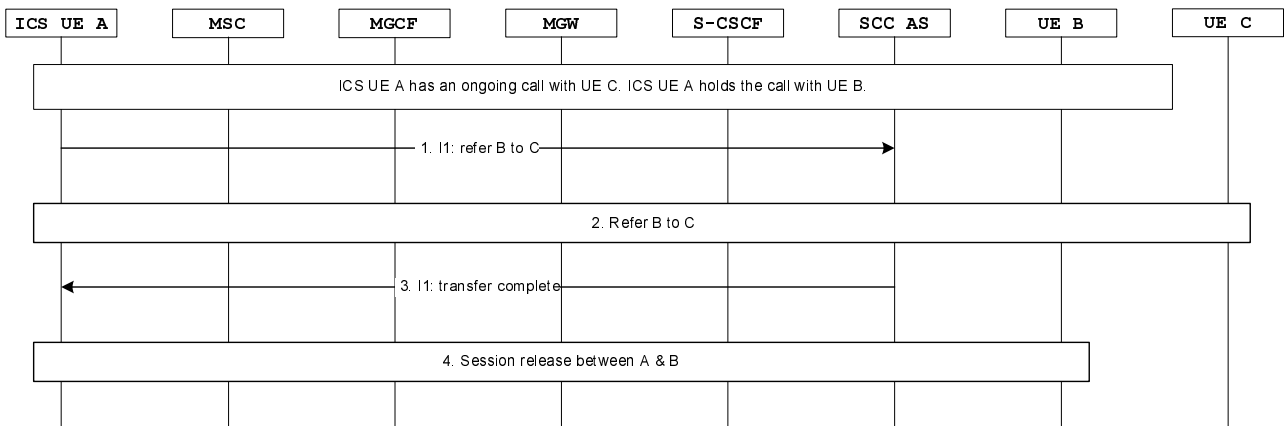 ICS UE A MSC MGCF MGW S-CSCF SCC AS UE B UE C
ICS UE A has an ongoing call with UE C. ICS UE A holds the call with UE B.
1. I1: refer B to C
2. Refer B to C
3. I1: transfer complete
4. Session release between A & B